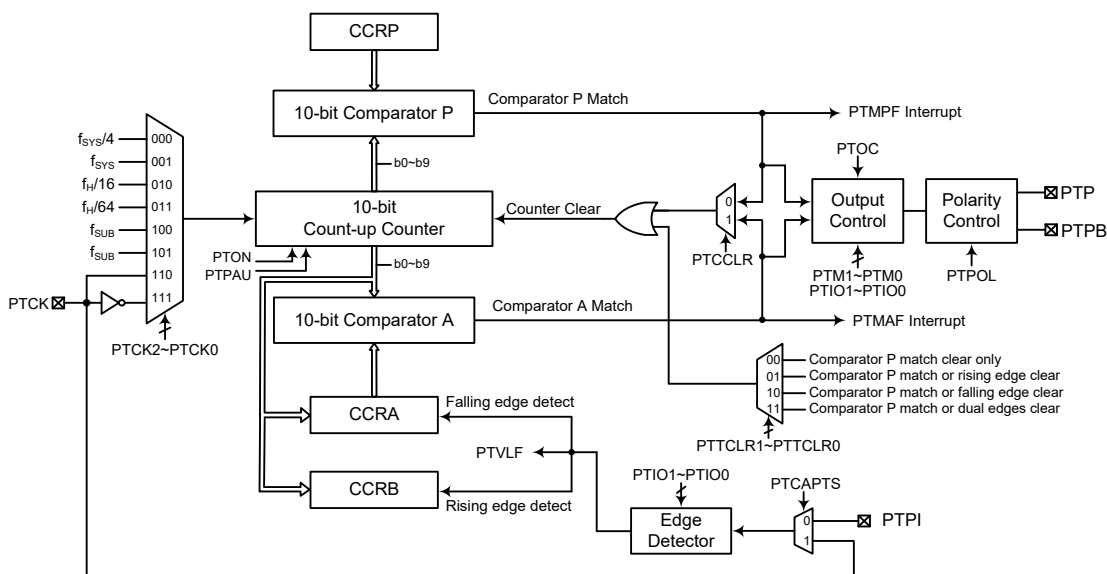 CCRP
10-bit Comparator P
Comparator P Match
PTMPF Interrupt
b0~b9
fSYS/4
fSYS
fH/16
fH/64
fSUB
fSUB
000
001
010
011
100
101
110
111
PTCK
PTCK2~PTCK0
10-bit
Count-up Counter
PTON
PTPAU
b0~b9
Counter Clear
0
1
PTCCLR
PTOC
Output
Control
PTM1~PTM0
PTIO1~PTIO0
Polarity
Control
PTPOL
PTP
PTPB
10-bit Comparator A
Comparator A Match
PTMAF Interrupt
00
01
10
11
Comparator P match clear only
Comparator P match or rising edge clear
Comparator P match or falling edge clear
Comparator P match or dual edges clear
PTTCLR1~PTTCLR0
CCRA
Falling edge detect
PTVLF
CCRB
Rising edge detect
PTIO1~PTIO0
Edge
Detector
PTCAPTS
0
1
PTPI